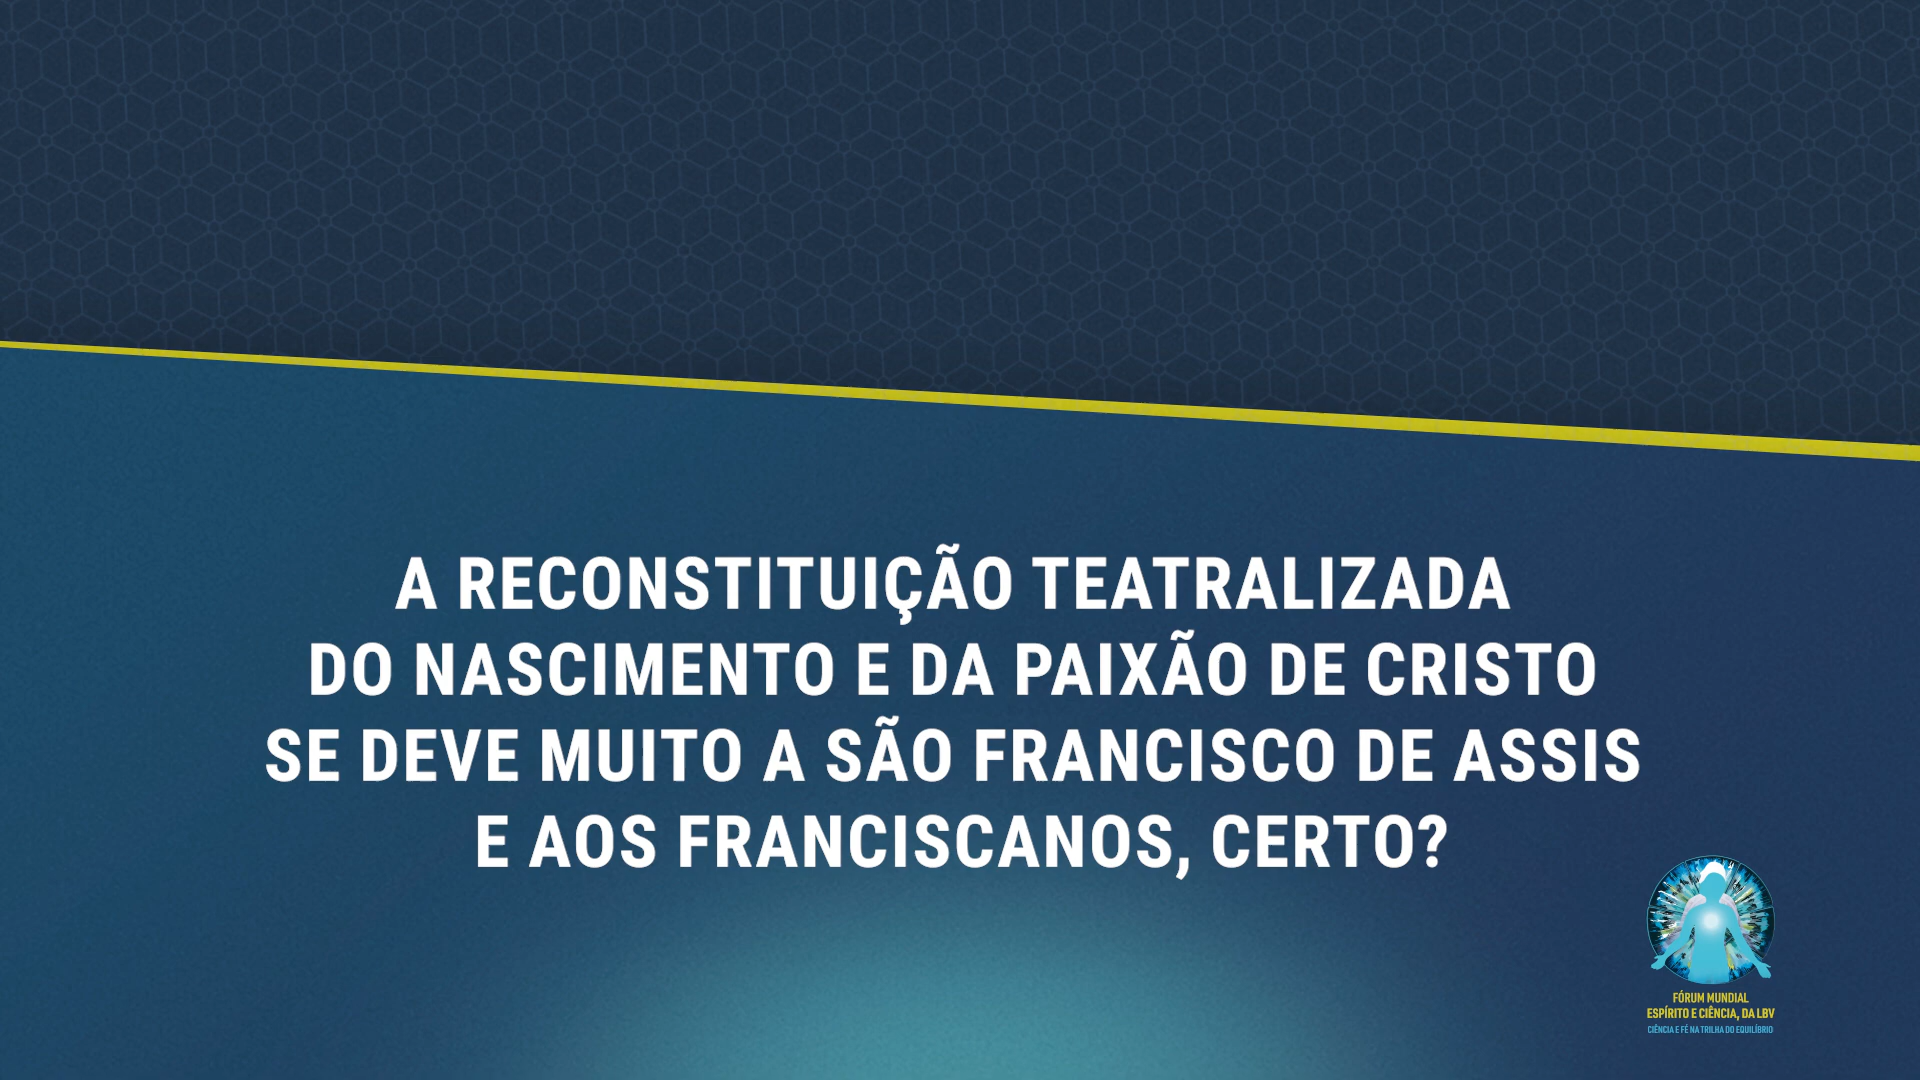 A RECONSTITUIÇÃO TEATRALIZADA
DO NASCIMENTO E DA PAIXÃO DE CRISTO
SE DEVE MUITO A SÃO FRANCISCO DE ASSIS
E AOS FRANCISCANOS, CERTO?
FÓRUM MUNDIAL
ESPÍRITO E CIÊNCIA, DA LBV
CIÊNCIA E FÉ NA TRILHA DO EQUILÍBRIO